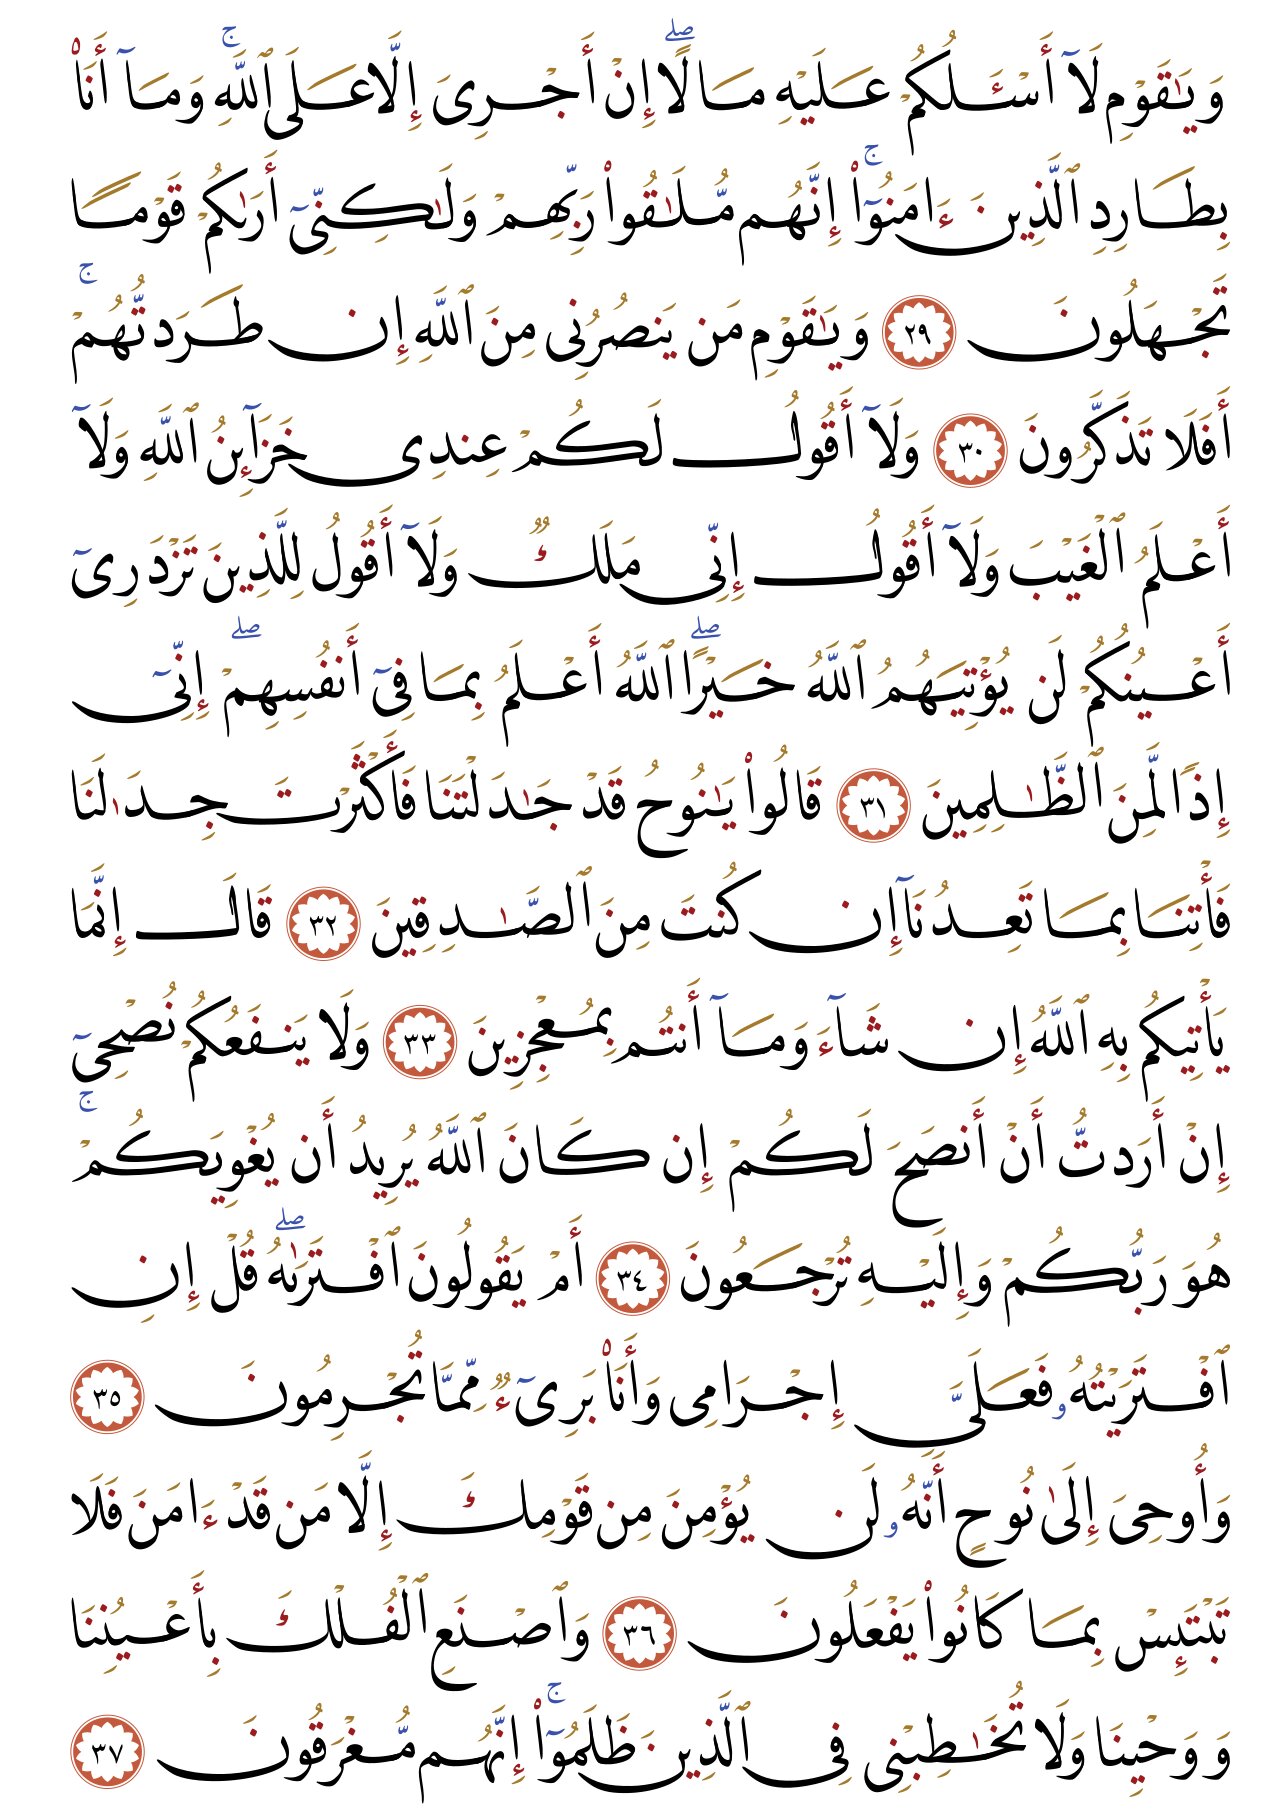 وَيَٰقَوْمِ لَآ أَسْـَٔلُكُمْ عَلَيْهِ مَالًا ۖ إِنْ أَجْرِىَ إِلَّا عَلَى ٱللَّهِ ۚ وَمَآ أَنَا۠
بِطَارِدِ ٱلَّذِينَ ءَامَنُوٓا۟ ۚ إِنَّهُم مُّلَٰقُوا۟ رَبِّهِمْ وَلَٰكِنِّىٓ أَرَىٰكُمْ قَوْمًا
تَجْهَلُونَ ٢٩ وَيَٰقَوْمِ مَن يَنصُرُنِى مِنَ ٱللَّهِ إِن طَرَدتُّهُمْ ۚ
أَفَلَا تَذَكَّرُونَ ٣٠ وَلَآ أَقُولُ لَكُمْ عِندِى خَزَآئِنُ ٱللَّهِ وَلَآ
أَعْلَمُ ٱلْغَيْبَ وَلَآ أَقُولُ إِنِّى مَلَكٌ وَلَآ أَقُولُ لِلَّذِينَ تَزْدَرِىٓ
أَعْيُنُكُمْ لَن يُؤْتِيَهُمُ ٱللَّهُ خَيْرًا ۖ ٱللَّهُ أَعْلَمُ بِمَا فِىٓ أَنفُسِهِمْ ۖ إِنِّىٓ
إِذًا لَّمِنَ ٱلظَّٰلِمِينَ ٣١ قَالُوا۟ يَٰنُوحُ قَدْ جَٰدَلْتَنَا فَأَكْثَرْتَ جِدَٰلَنَا
فَأْتِنَا بِمَا تَعِدُنَآ إِن كُنتَ مِنَ ٱلصَّٰدِقِينَ ٣٢ قَالَ إِنَّمَا
يَأْتِيكُم بِهِ ٱللَّهُ إِن شَآءَ وَمَآ أَنتُم بِمُعْجِزِينَ ٣٣ وَلَا يَنفَعُكُمْ نُصْحِىٓ
إِنْ أَرَدتُّ أَنْ أَنصَحَ لَكُمْ إِن كَانَ ٱللَّهُ يُرِيدُ أَن يُغْوِيَكُمْ ۚ
هُوَ رَبُّكُمْ وَإِلَيْهِ تُرْجَعُونَ ٣٤ أَمْ يَقُولُونَ ٱفْتَرَىٰهُ ۖ قُلْ إِنِ
ٱفْتَرَيْتُهُۥ فَعَلَىَّ إِجْرَامِى وَأَنَا۠ بَرِىٓءٌ مِّمَّا تُجْرِمُونَ ٣٥
وَأُوحِىَ إِلَىٰ نُوحٍ أَنَّهُۥ لَن يُؤْمِنَ مِن قَوْمِكَ إِلَّا مَن قَدْ ءَامَنَ فَلَا
تَبْتَئِسْ بِمَا كَانُوا۟ يَفْعَلُونَ ٣٦ وَٱصْنَعِ ٱلْفُلْكَ بِأَعْيُنِنَا
وَوَحْيِنَا وَلَا تُخَٰطِبْنِى فِى ٱلَّذِينَ ظَلَمُوٓا۟ ۚ إِنَّهُم مُّغْرَقُونَ ٣٧